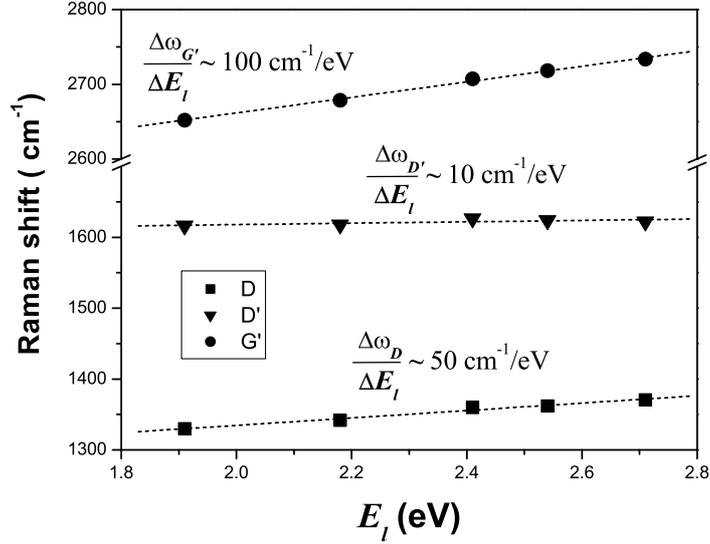 2800
2700
2600
1600
1500
1400
1300
Raman shift ( cm⁻¹)
Δω_G'
ΔE_l
~ 100 cm⁻¹/eV
Δω_D'
ΔE_l
~ 10 cm⁻¹/eV
D
D'
G'
Δω_D
ΔE_l
~ 50 cm⁻¹/eV
1.8 2.0 2.2 2.4 2.6 2.8
E_l (eV)